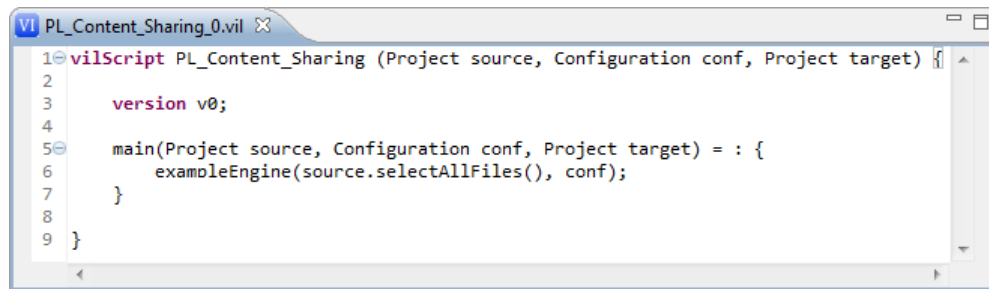 VI PL_Content_Sharing_0.vil
1 vilScript PL_Content_Sharing (Project source, Configuration conf, Project target) {
2
3 version v0;
4
5 main(Project source, Configuration conf, Project target) = : {
6 exampleEngine(source.selectAllFiles(), conf);
7 }
8
9 }